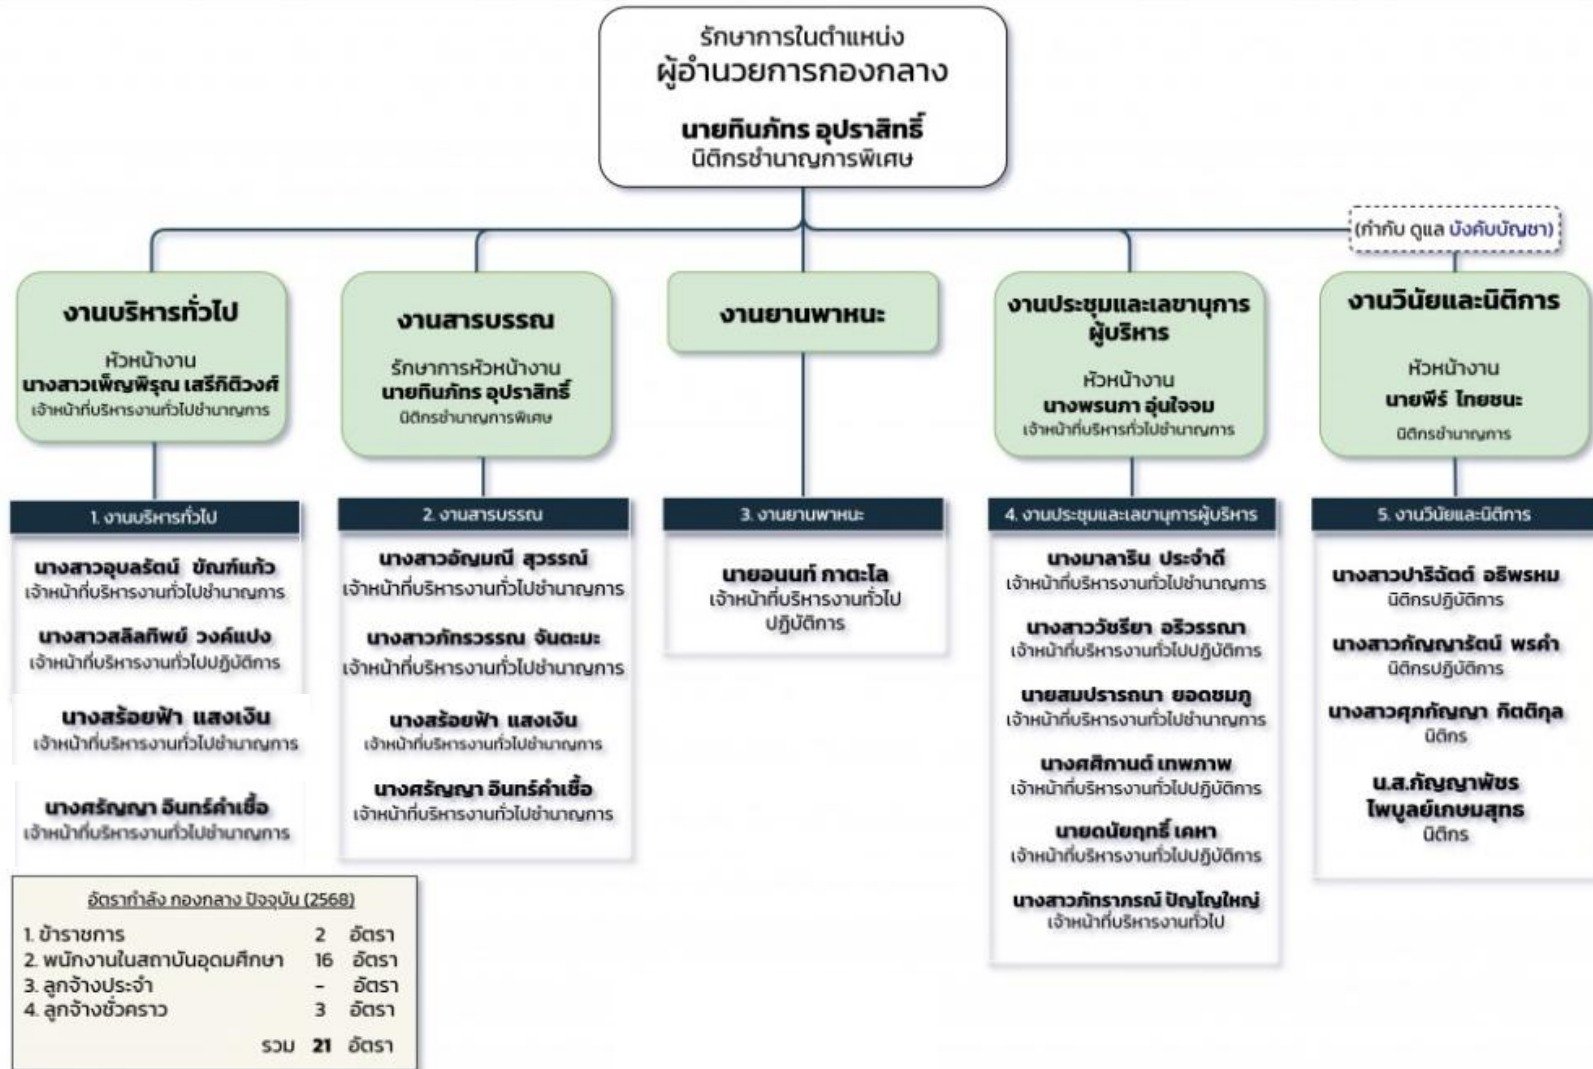 รักษาการในตำแหน่ง
ผู้อำนวยการกองกลาง
นายทินภัทร อุปราสิทธิ์
นิติกรชำนาญการพิเศษ
(กำกับ ดูแล บังคับบัญชา)
งานบริหารทั่วไป
หัวหน้างาน
นางสาวเพ็ญพิรุณ เสรีกิติวงศ์
เจ้าหน้าที่บริหารงานทั่วไปชำนาญการ
งานสารบรรณ
รักษาการหัวหน้างาน
นายทินภัทร อุปราสิทธิ์
นิติกรชำนาญการพิเศษ
งานยานพาหนะ
งานประชุมและเลขานุการ
ผู้บริหาร
หัวหน้างาน
นางพรนภา อุ่นใจจม
เจ้าหน้าที่บริหารทั่วไปชำนาญการ
งานวินัยและนิติการ
หัวหน้างาน
นายพีร์ ไทยชนะ
นิติกรชำนาญการ
1. งานบริหารทั่วไป
นางสาวอุบลรัตน์ ขัณฑ์แก้ว
เจ้าหน้าที่บริหารงานทั่วไปชำนาญการ
นางสาวสลิลทิพย์ วงค์แปง
เจ้าหน้าที่บริหารงานทั่วไปปฏิบัติการ
นางสร้อยฟ้า แสงเงิน
เจ้าหน้าที่บริหารงานทั่วไปชำนาญการ
นางศรัญญา อินทร์คำเชื้อ
เจ้าหน้าที่บริหารงานทั่วไปชำนาญการ
2. งานสารบรรณ
นางสาวอัญมณี สุวรรณ์
เจ้าหน้าที่บริหารงานทั่วไปชำนาญการ
นางสาวภัทรวรรณ จันตะมะ
เจ้าหน้าที่บริหารงานทั่วไปชำนาญการ
นางสร้อยฟ้า แสงเงิน
เจ้าหน้าที่บริหารงานทั่วไปชำนาญการ
นางศรัญญา อินทร์คำเชื้อ
เจ้าหน้าที่บริหารงานทั่วไปชำนาญการ
3. งานยานพาหนะ
นายอนนท์ กาตะโล
เจ้าหน้าที่บริหารงานทั่วไป
ปฏิบัติการ
4. งานประชุมและเลขานุการผู้บริหาร
นางมาลาริน ประจำดี
เจ้าหน้าที่บริหารงานทั่วไปชำนาญการ
นางสาววัชรียา อริวรรณา
เจ้าหน้าที่บริหารงานทั่วไปปฏิบัติการ
นายสมปรารถนา ยอดชมภู
เจ้าหน้าที่บริหารงานทั่วไปชำนาญการ
นางศศิกานต์ เทพภาพ
เจ้าหน้าที่บริหารงานทั่วไปปฏิบัติการ
นายดนัยฤทธิ์ เคหา
เจ้าหน้าที่บริหารงานทั่วไปปฏิบัติการ
นางสาวภัทราภรณ์ ปัญโญใหญ่
เจ้าหน้าที่บริหารงานทั่วไป
5. งานวินัยและนิติการ
นางสาวปาริฉัตต์ อธิพรหม
นิติกรปฏิบัติการ
นางสาวกัญญารัตน์ พรคำ
นิติกรปฏิบัติการ
นางสาวศุภกัญญา กิตติกุล
นิติกร
น.ส.กัญญาพัชร
ไพบูลย์เกษมสุทธ
นิติกร
อัตรากำลัง กองกลาง ปัจจุบัน (2568)
1. ข้าราชการ 2 อัตรา
2. พนักงานในสถาบันอุดมศึกษา 16 อัตรา
3. ลูกจ้างประจำ - อัตรา
4. ลูกจ้างชั่วคราว 3 อัตรา
รวม 21 อัตรา